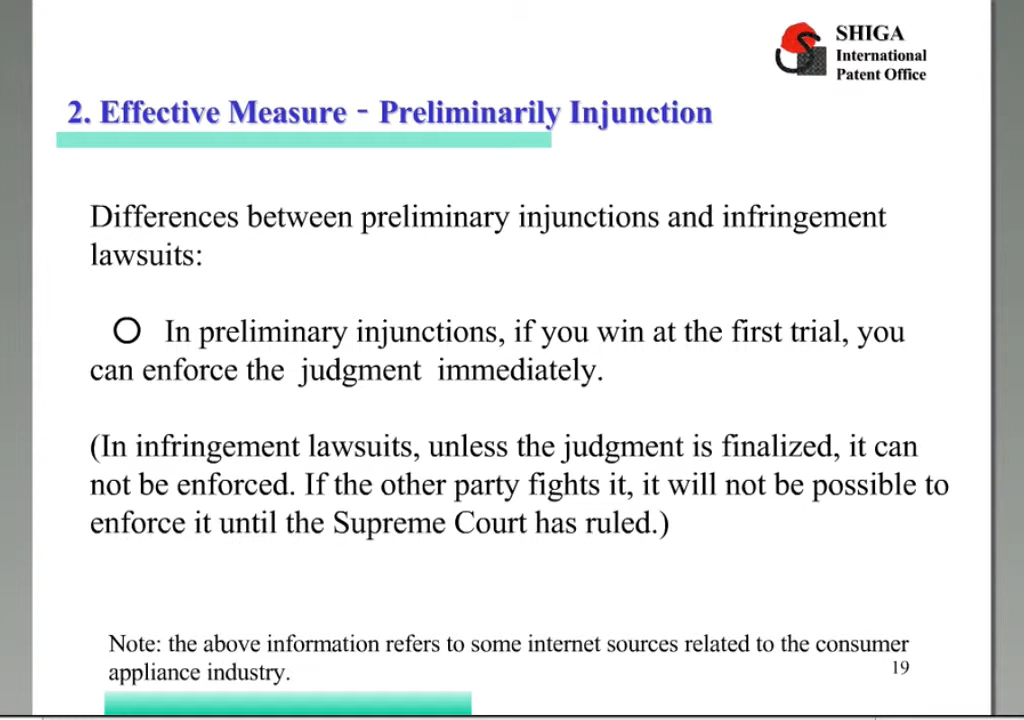 SHIGA
International
Patent Office
2. Effective Measure - Preliminarily Injunction
Differences between preliminary injunctions and infringement
lawsuits:
○ In preliminary injunctions, if you win at the first trial, you
can enforce the judgment immediately.
(In infringement lawsuits, unless the judgment is finalized, it can
not be enforced. If the other party fights it, it will not be possible to
enforce it until the Supreme Court has ruled.)
Note: the above information refers to some internet sources related to the consumer
appliance industry.
19